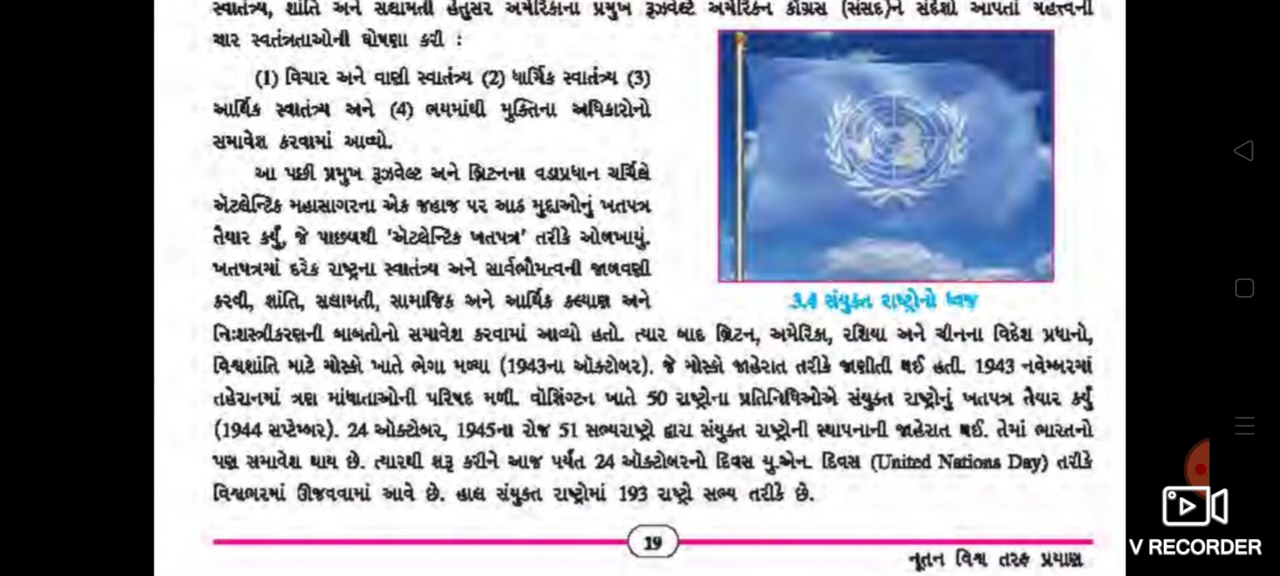 સ્વાતંત્ર્ય, શાંતિ અને સલામતી હેતુસર અમેરિકાના પ્રમુખ રૂઝવેલ્ટે અમેરિકન કૉંગ્રેસ (સંસદ)ને સંદેશો આપતાં મહત્ત્વની
ચાર સ્વતંત્રતાઓની ઘોષણા કરી :
(1) વિચાર અને વાણી સ્વાતંત્ર્ય (2) ધાર્મિક સ્વાતંત્ર્ય (3)
આર્થિક સ્વાતંત્ર્ય અને (4) ભયમાંથી મુક્તિના અધિકારોનો
સમાવેશ કરવામાં આવ્યો.
આ પછી પ્રમુખ રૂઝવેલ્ટ અને બ્રિટનના વડાપ્રધાન ચર્ચિલે
ઍટલૅન્ટિક મહાસાગરના એક જહાજ પર આઠ મુદ્દાઓનું ખતપત્ર
તૈયાર કર્યું, જે પાછળથી 'ઍટલૅન્ટિક ખતપત્ર' તરીકે ઓળખાયું.
ખતપત્રમાં દરેક રાષ્ટ્રના સ્વાતંત્ર્ય અને સાર્વભૌમત્વની જાળવણી
કરવી, શાંતિ, સલામતી, સામાજિક અને આર્થિક કલ્યાણ અને
3.4 સંયુક્ત રાષ્ટ્રોનો ધ્વજ
નિઃશસ્ત્રીકરણની બાબતોનો સમાવેશ કરવામાં આવ્યો હતો. ત્યાર બાદ બ્રિટન, અમેરિકા, રશિયા અને ચીનના વિદેશ પ્રધાનો,
વિશ્વશાંતિ માટે મોસ્કો ખાતે ભેગા મળ્યા (1943ના ઑક્ટોબર). જે મોસ્કો જાહેરાત તરીકે જાણીતી થઈ હતી. 1943 નવેમ્બરમાં
તહેરાનમાં ત્રણ માંધાતાઓની પરિષદ મળી. વૉશિંગ્ટન ખાતે 50 રાષ્ટ્રોના પ્રતિનિધિઓએ સંયુક્ત રાષ્ટ્રોનું ખતપત્ર તૈયાર કર્યું
(1944 સપ્ટેમ્બર). 24 ઑક્ટોબર, 1945ના રોજ 51 સભ્યરાષ્ટ્રો દ્વારા સંયુક્ત રાષ્ટ્રોની સ્થાપનાની જાહેરાત થઈ. તેમાં ભારતનો
પણ સમાવેશ થાય છે. ત્યારથી શરૂ કરીને આજ પર્યંત 24 ઑક્ટોબરનો દિવસ યુ.એન. દિવસ (United Nations Day) તરીકે
વિશ્વભરમાં ઊજવવામાં આવે છે. હાલ સંયુક્ત રાષ્ટ્રોમાં 193 રાષ્ટ્રો સભ્ય તરીકે છે.
19
નૂતન વિશ્વ તરફ પ્રયાણ
V RECORDER